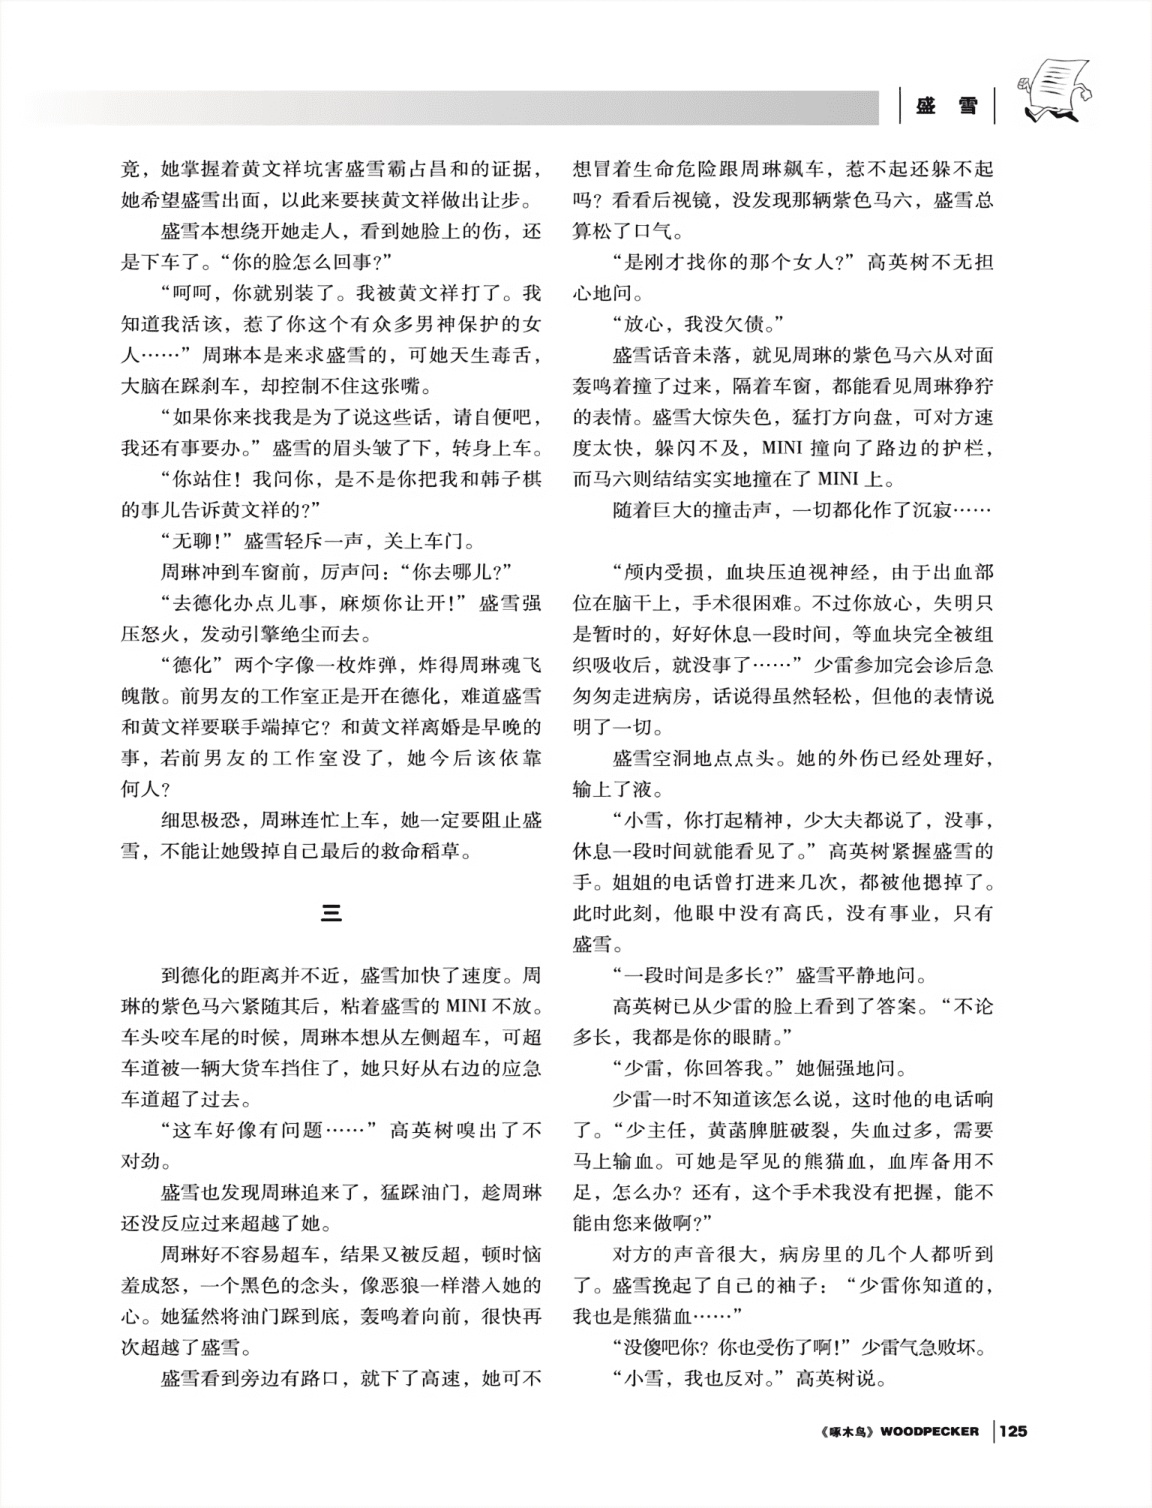 盛 雪
竞，她掌握着黄文祥坑害盛雪霸占昌和的证据，
她希望盛雪出面，以此来要挟黄文祥做出让步。
盛雪本想绕开她走人，看到她脸上的伤，还
是下车了。“你的脸怎么回事?”
“呵呵，你就别装了。我被黄文祥打了。我
知道我活该，惹了你这个有众多男神保护的女
人……”周琳本是来求盛雪的，可她天生毒舌，
大脑在踩刹车，却控制不住这张嘴。
“如果你来找我是为了说这些话，请自便吧，
我还有事要办。”盛雪的眉头皱了下，转身上车。
“你站住！我问你，是不是你把我和韩子棋
的事儿告诉黄文祥的?”
“无聊!”盛雪轻斥一声，关上车门。
周琳冲到车窗前，厉声问：“你去哪儿?”
“去德化办点儿事，麻烦你让开!”盛雪强
压怒火，发动引擎绝尘而去。
“德化”两个字像一枚炸弹，炸得周琳魂飞
魄散。前男友的工作室正是开在德化，难道盛雪
和黄文祥要联手端掉它？和黄文祥离婚是早晚的
事，若前男友的工作室没了，她今后该依靠
何人?
细思极恐，周琳连忙上车，她一定要阻止盛
雪，不能让她毁掉自己最后的救命稻草。
三
到德化的距离并不近，盛雪加快了速度。周
琳的紫色马六紧随其后，粘着盛雪的 MINI 不放。
车头咬车尾的时候，周琳本想从左侧超车，可超
车道被一辆大货车挡住了，她只好从右边的应急
车道超了过去。
“这车好像有问题……”高英树嗅出了不
对劲。
盛雪也发现周琳追来了，猛踩油门，趁周琳
还没反应过来超越了她。
周琳好不容易超车，结果又被反超，顿时恼
羞成怒，一个黑色的念头，像恶狼一样潜入她的
心。她猛然将油门踩到底，轰鸣着向前，很快再
次超越了盛雪。
盛雪看到旁边有路口，就下了高速，她可不
想冒着生命危险跟周琳飙车，惹不起还躲不起
吗？看看后视镜，没发现那辆紫色马六，盛雪总
算松了口气。
“是刚才找你的那个女人?”高英树不无担
心地问。
“放心，我没欠债。”
盛雪话音未落，就见周琳的紫色马六从对面
轰鸣着撞了过来，隔着车窗，都能看见周琳狰狞
的表情。盛雪大惊失色，猛打方向盘，可对方速
度太快，躲闪不及，MINI 撞向了路边的护栏，
而马六则结结实实地撞在了 MINI 上。
随着巨大的撞击声，一切都化作了沉寂……
“颅内受损，血块压迫视神经，由于出血部
位在脑干上，手术很困难。不过你放心，失明只
是暂时的，好好休息一段时间，等血块完全被组
织吸收后，就没事了……”少雷参加完会诊后急
匆匆走进病房，话说得虽然轻松，但他的表情说
明了一切。
盛雪空洞地点点头。她的外伤已经处理好，
输上了液。
“小雪，你打起精神，少大夫都说了，没事，
休息一段时间就能看见了。”高英树紧握盛雪的
手。姐姐的电话曾打进来几次，都被他摁掉了。
此时此刻，他眼中没有高氏，没有事业，只有
盛雪。
“一段时间是多长?”盛雪平静地问。
高英树已从少雷的脸上看到了答案。“不论
多长，我都是你的眼睛。”
“少雷，你回答我。”她倔强地问。
少雷一时不知道该怎么说，这时他的电话响
了。“少主任，黄菡脾脏破裂，失血过多，需要
马上输血。可她是罕见的熊猫血，血库备用不
足，怎么办？还有，这个手术我没有把握，能不
能由您来做啊?”
对方的声音很大，病房里的几个人都听到
了。盛雪挽起了自己的袖子：“少雷你知道的，
我也是熊猫血……”
“没傻吧你？你也受伤了啊!”少雷气急败坏。
“小雪，我也反对。”高英树说。
《啄木鸟》WOODPECKER 125